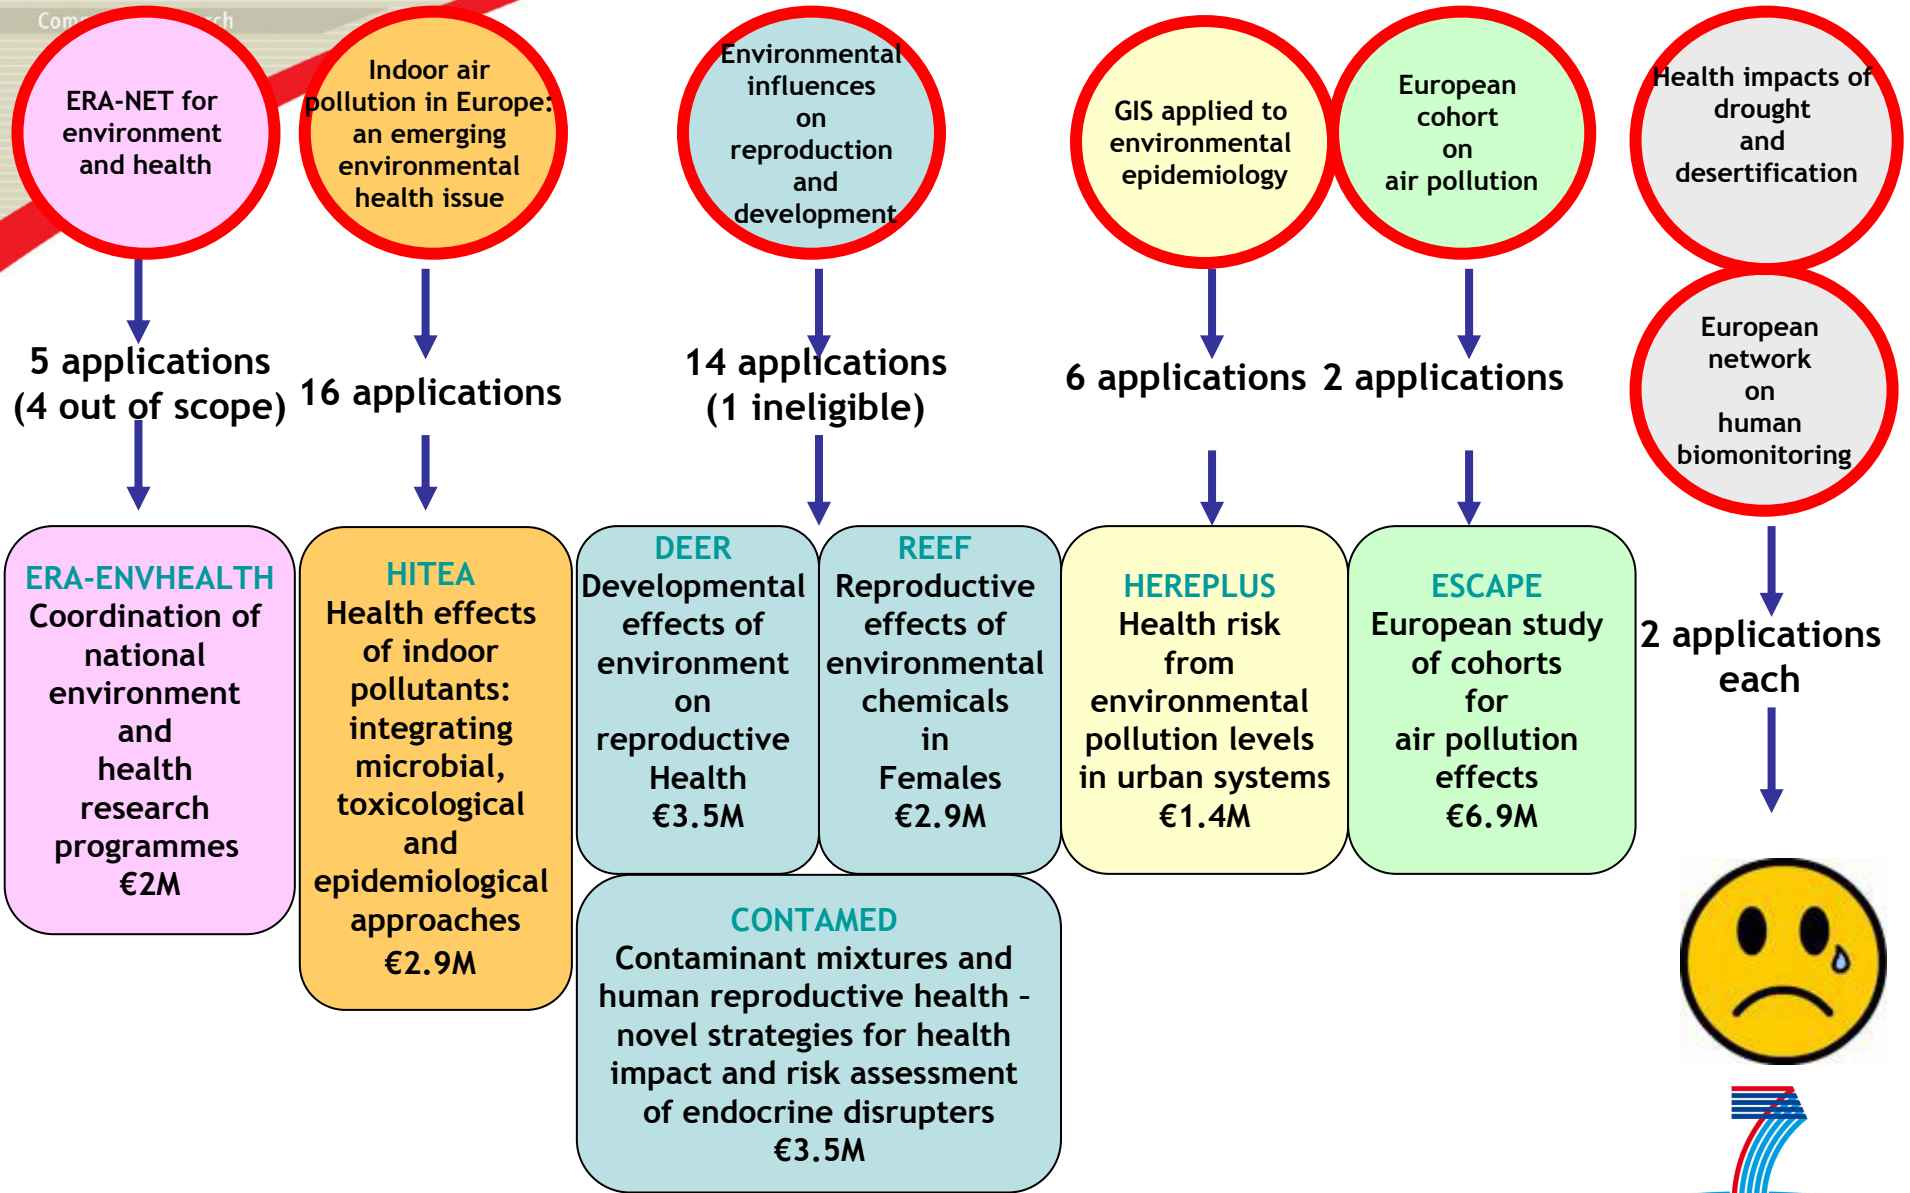 ERA-NET for
environment
and health
Indoor air
pollution in Europe:
an emerging
environmental
health issue
Environmental
influences
on
reproduction
and
development
GIS applied to
environmental
epidemiology
European
cohort
on
air pollution
Health impacts of
drought
and
desertification
European
network
on
human
biomonitoring
5 applications
(4 out of scope)
16 applications
14 applications
(1 ineligible)
6 applications
2 applications
2 applications
each
ERA-ENVHEALTH
Coordination of
national
environment
and
health
research
programmes
€2M
HITEA
Health effects
of indoor
pollutants:
integrating
microbial,
toxicological
and
epidemiological
approaches
€2.9M
DEER
Developmental
effects of
environment
on
reproductive
Health
€3.5M
REEF
Reproductive
effects of
environmental
chemicals
in
Females
€2.9M
CONTAMED
Contaminant mixtures and
human reproductive health –
novel strategies for health
impact and risk assessment
of endocrine disrupters
€3.5M
HEREPLUS
Health risk
from
environmental
pollution levels
in urban systems
€1.4M
ESCAPE
European study
of cohorts
for
air pollution
effects
€6.9M
7